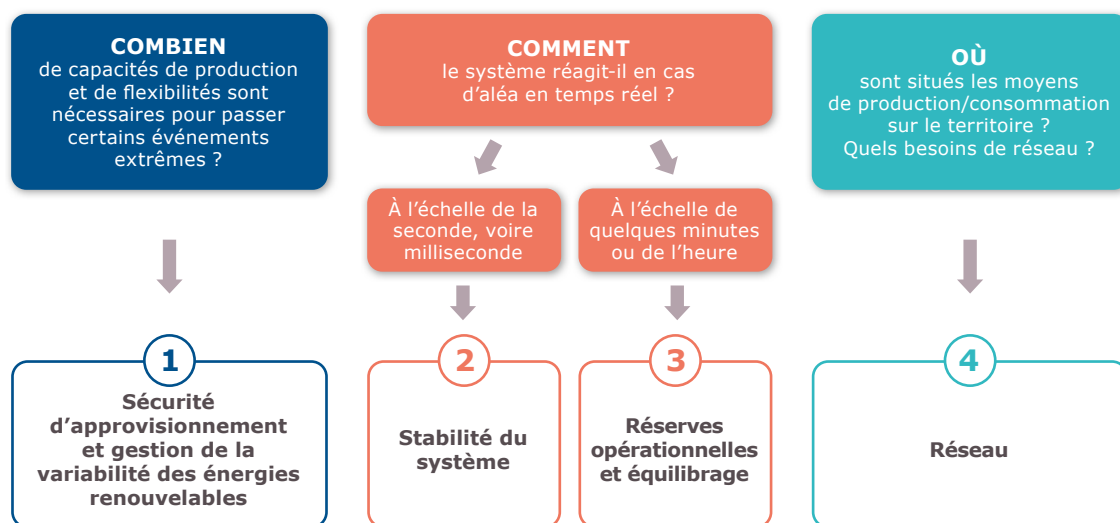 COMBIEN
de capacités de production
et de flexibilités sont
nécessaires pour passer
certains événements
extrêmes ?
COMMENT
le système réagit-il en cas
d’aléa en temps réel ?
OÙ
sont situés les moyens
de production/consommation
sur le territoire ?
Quels besoins de réseau ?
À l’échelle de la
seconde, voire
milliseconde
À l’échelle de
quelques minutes
ou de l’heure
1
Sécurité
d’approvisionnement
et gestion de la
variabilité des énergies
renouvelables
2
Stabilité du
système
3
Réserves
opérationnelles
et équilibrage
4
Réseau